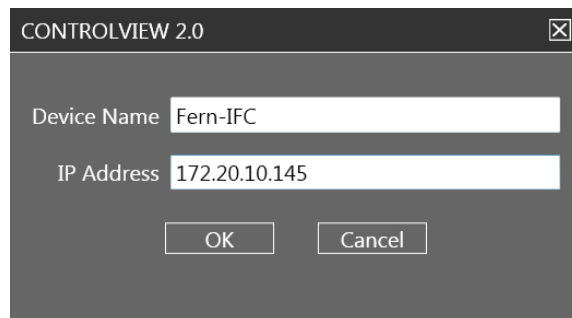 CONTROLVIEW 2.0
Device Name Fern-IFC
IP Address 172.20.10.145
OK Cancel